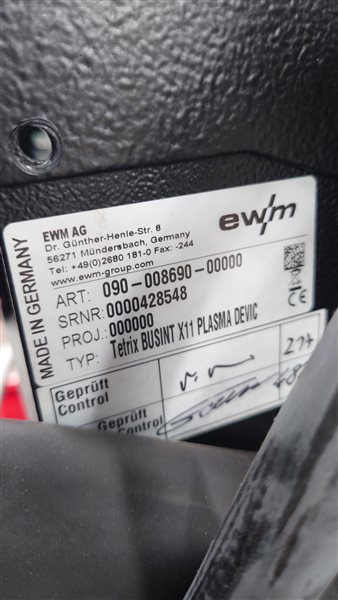 MADE IN GERMANY
EWM AG
Dr. Günther-Henle-Str. 8
56271 Mündersbach, Germany
Tel: +49(0)2680 181-0 Fax: -244
www.ewm-group.com
ewm
ART: 090-008690-00000
SRNR: 0000428548
PROJ: 000000
TYP: Tetrix BUSINT X11 PLASMA DEVIC
CE
Geprüft
Control
217
Geprüft
Control